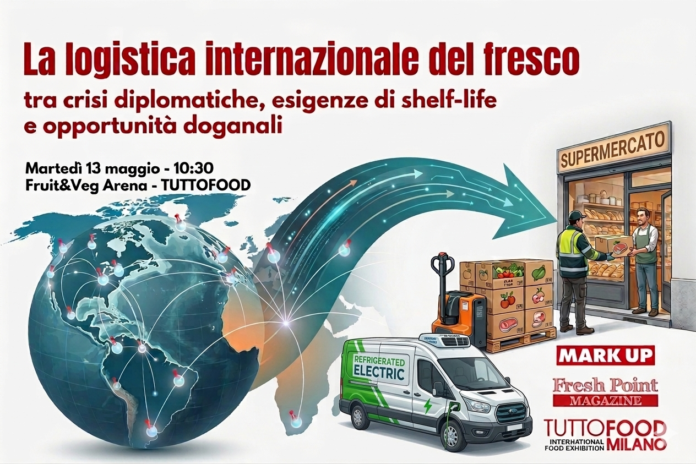 La logistica internazionale del fresco
tra crisi diplomatiche, esigenze di shelf-life
e opportunità doganali
Martedì 13 maggio - 10:30
Fruit&Veg Arena - TUTTOFOOD
SUPERMERCATO
REFRIGERATED
ELECTRIC
MARK UP
Fresh Point
MAGAZINE
TUTTOFOOD
INTERNATIONAL
FOOD EXHIBITION
MILANO